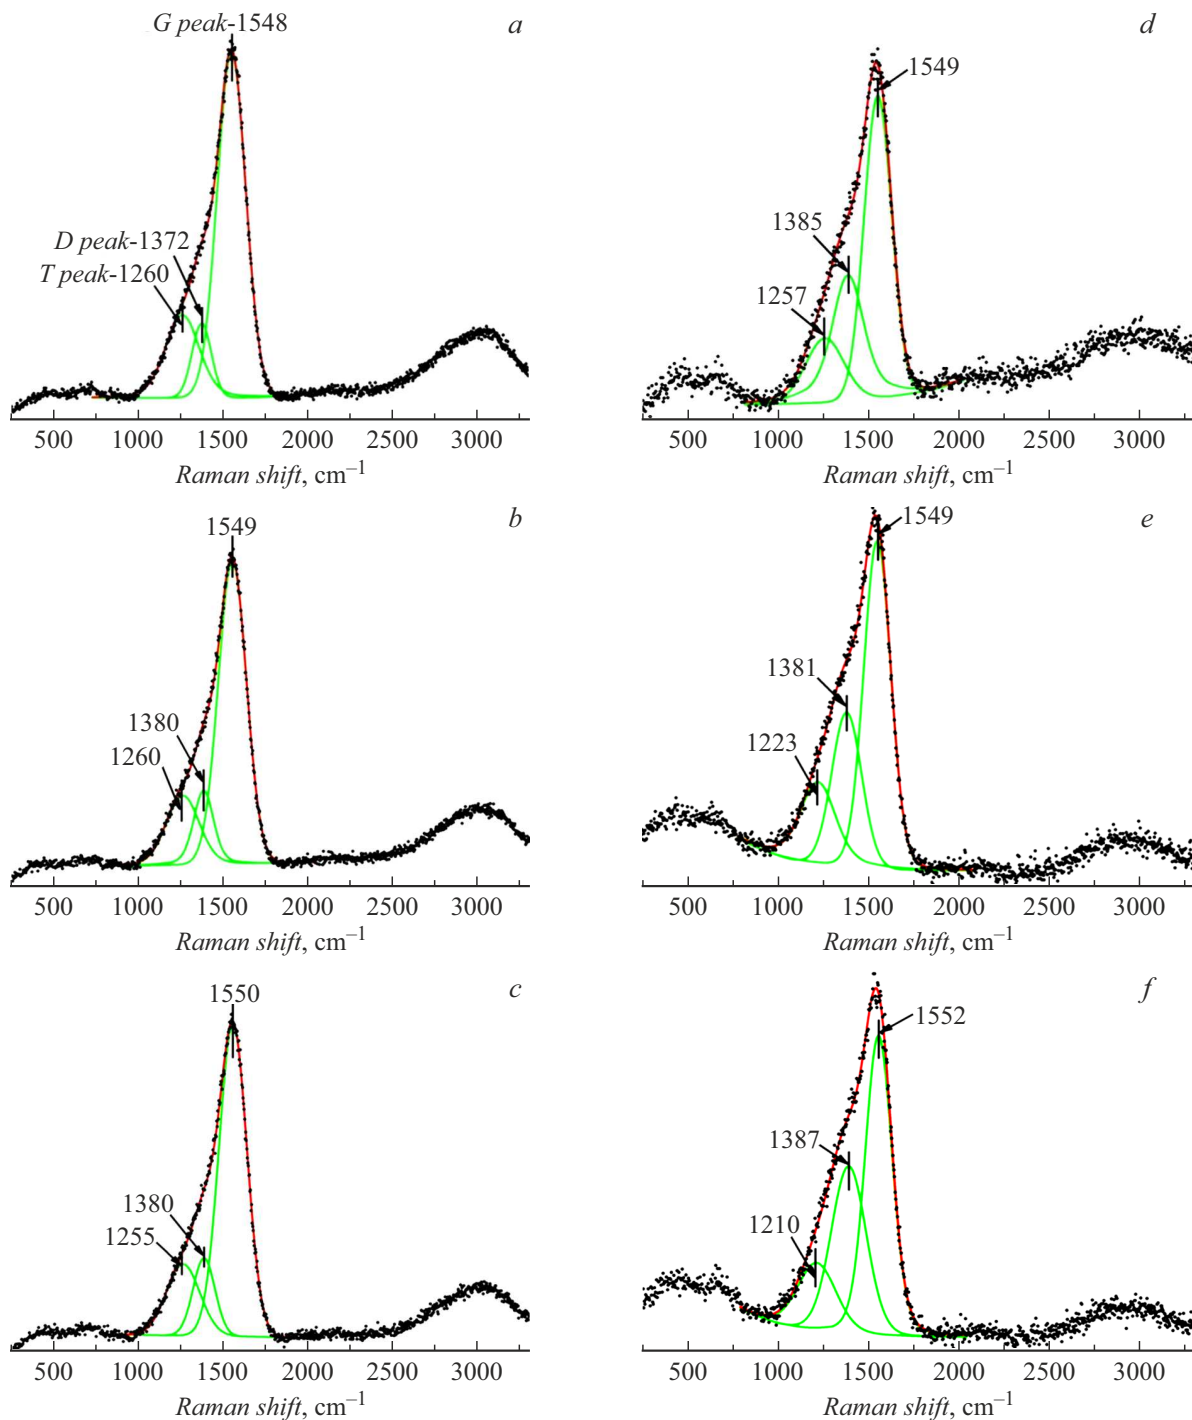 G peak-1548
a
D peak-1372
T peak-1260
500 1000 1500 2000 2500 3000
Raman shift, cm–1
d
1549
1385
1257
500 1000 1500 2000 2500 3000
Raman shift, cm–1
b
1549
1380
1260
500 1000 1500 2000 2500 3000
Raman shift, cm–1
e
1549
1381
1223
500 1000 1500 2000 2500 3000
Raman shift, cm–1
c
1550
1380
1255
500 1000 1500 2000 2500 3000
Raman shift, cm–1
f
1552
1387
1210
500 1000 1500 2000 2500 3000
Raman shift, cm–1